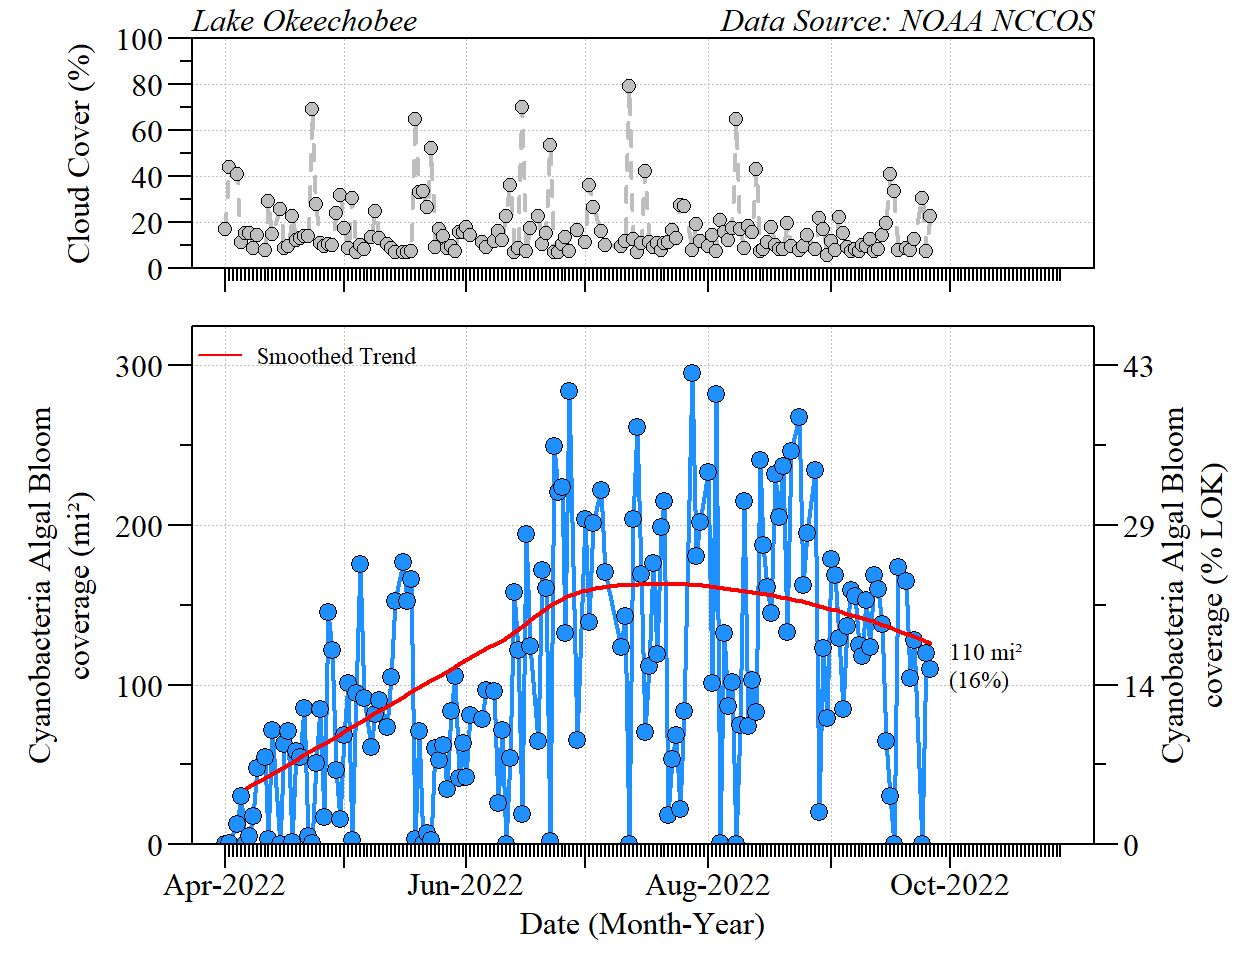 Lake Okeechobee
Data Source: NOAA NCCOS
100
80
60
40
20
0
Cloud Cover (%)
Smoothed Trend
300
200
100
0
Cyanobacteria Algal Bloom
coverage (mi²)
43
29
14
0
Cyanobacteria Algal Bloom
coverage (% LOK)
110 mi²
(16%)
Apr-2022
Jun-2022
Aug-2022
Oct-2022
Date (Month-Year)